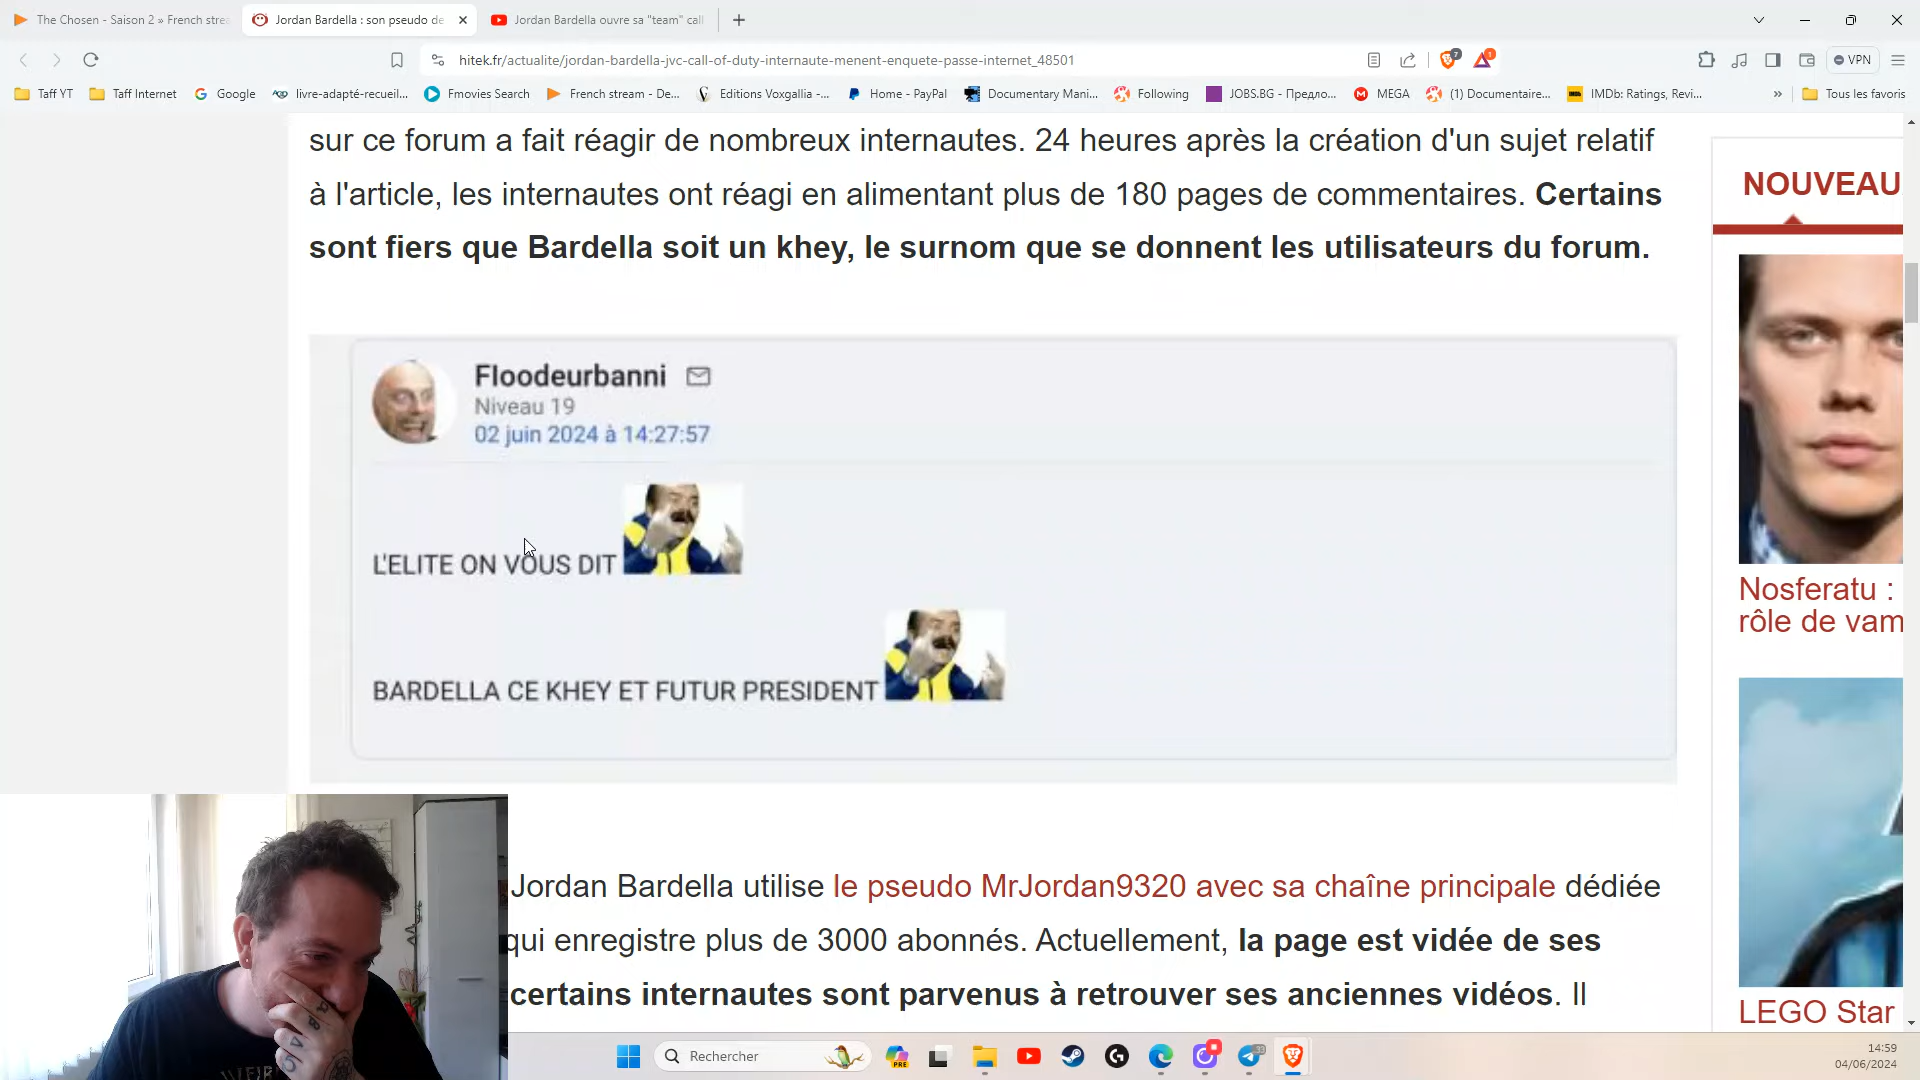 The Chosen - Saison 2 » French strea
Jordan Bardella : son pseudo de
Jordan Bardella ouvre sa "team" call
hitek.fr/actualite/jordan-bardella-jvc-call-of-duty-internaute-menent-enquete-passe-internet_48501
VPN
Taff YT
Taff Internet
Google
livre-adapté-recueil...
Fmovies Search
French stream - De...
Editions Voxgallia -...
Home - PayPal
Documentary Mani...
Following
JOBS.BG - Предло...
MEGA
(1) Documentaire...
IMDb: Ratings, Revi...
» Tous les favoris
sur ce forum a fait réagir de nombreux internautes. 24 heures après la création d'un sujet relatif
à l'article, les internautes ont réagi en alimentant plus de 180 pages de commentaires. Certains
sont fiers que Bardella soit un khey, le surnom que se donnent les utilisateurs du forum.
NOUVEAU
Floodeurbanni
Niveau 19
02 juin 2024 à 14:27:57
L'ELITE ON VOUS DIT
BARDELLA CE KHEY ET FUTUR PRESIDENT
Nosferatu :
rôle de vam
Jordan Bardella utilise le pseudo MrJordan9320 avec sa chaîne principale dédiée
qui enregistre plus de 3000 abonnés. Actuellement, la page est vidée de ses
certains internautes sont parvenus à retrouver ses anciennes vidéos. Il
LEGO Star
Rechercher
PRE
14:59
04/06/2024